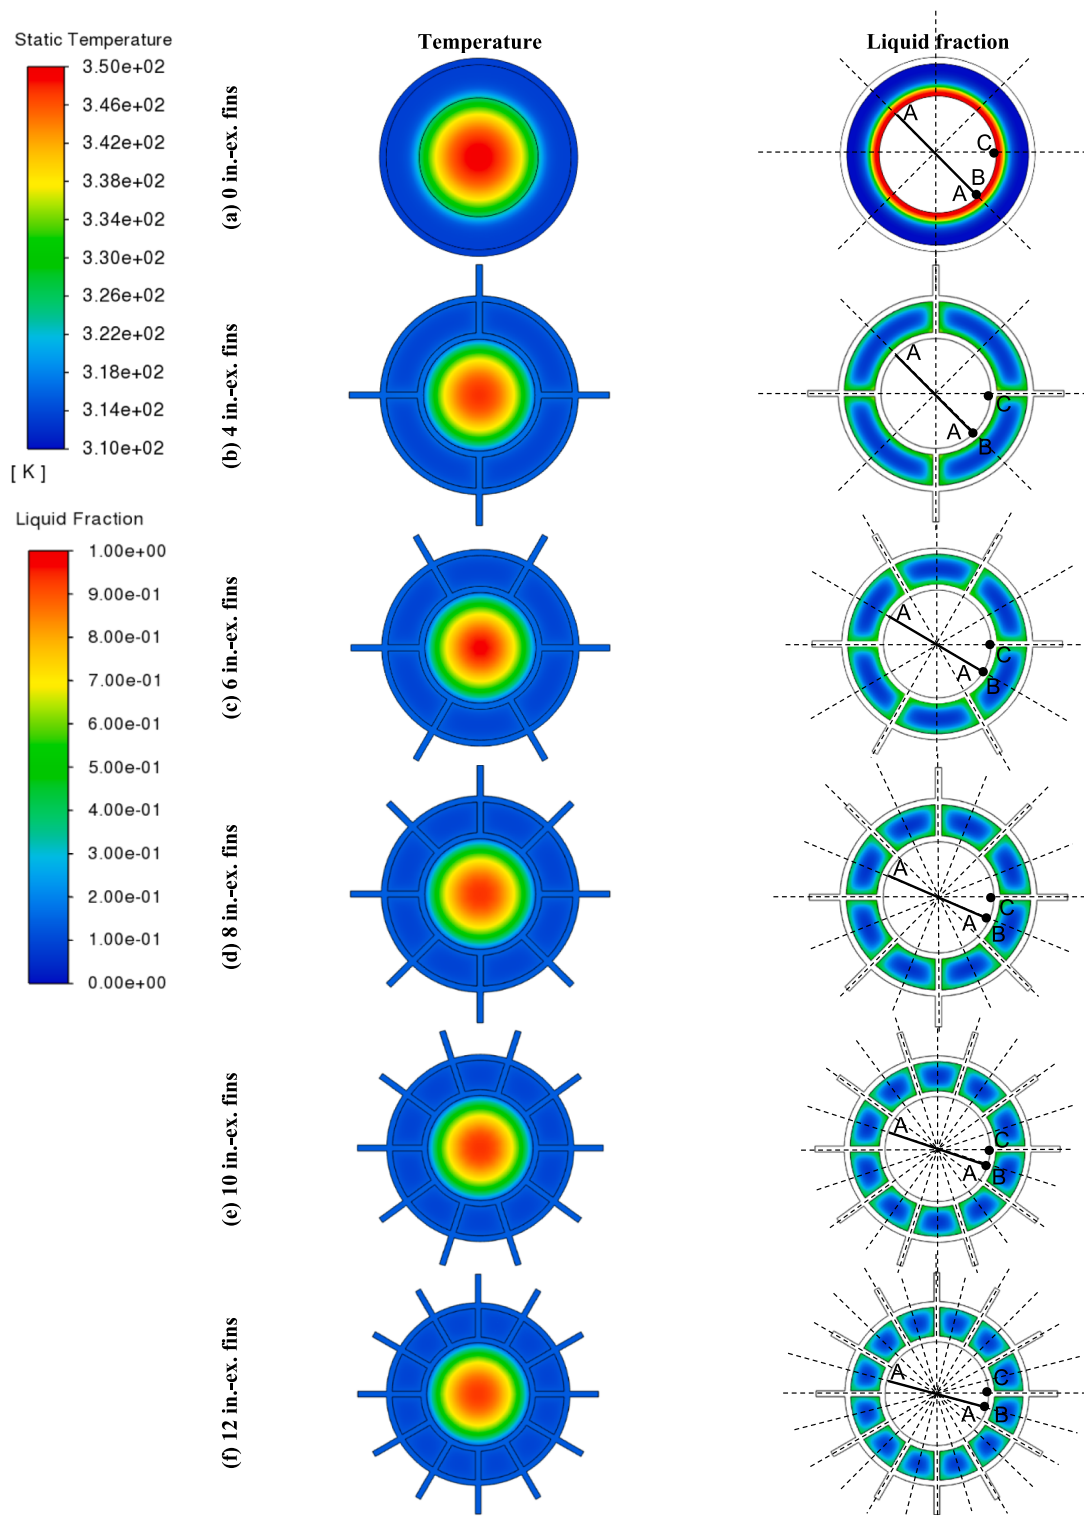 Static Temperature
3.50e+02
3.46e+02
3.42e+02
3.38e+02
3.34e+02
3.30e+02
3.26e+02
3.22e+02
3.18e+02
3.14e+02
3.10e+02
[ K ]
Liquid Fraction
1.00e+00
9.00e-01
8.00e-01
7.00e-01
6.00e-01
5.00e-01
4.00e-01
3.00e-01
2.00e-01
1.00e-01
0.00e+00
Temperature
Liquid fraction
(a) 0 in.-ex. fins
A
C
B
A
(b) 4 in.-ex. fins
A
C
A
B
(c) 6 in.-ex. fins
A
C
A
B
(d) 8 in.-ex. fins
A
C
A
B
(e) 10 in.-ex. fins
A
C
A
B
(f) 12 in.-ex. fins
A
C
A
B